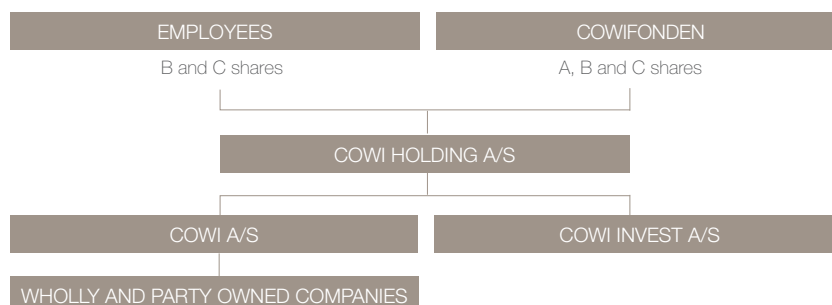 EMPLOYEES
COWIFONDEN
B and C shares
A, B and C shares
COWI HOLDING A/S
COWI A/S
COWI INVEST A/S
WHOLLY AND PARTY OWNED COMPANIES